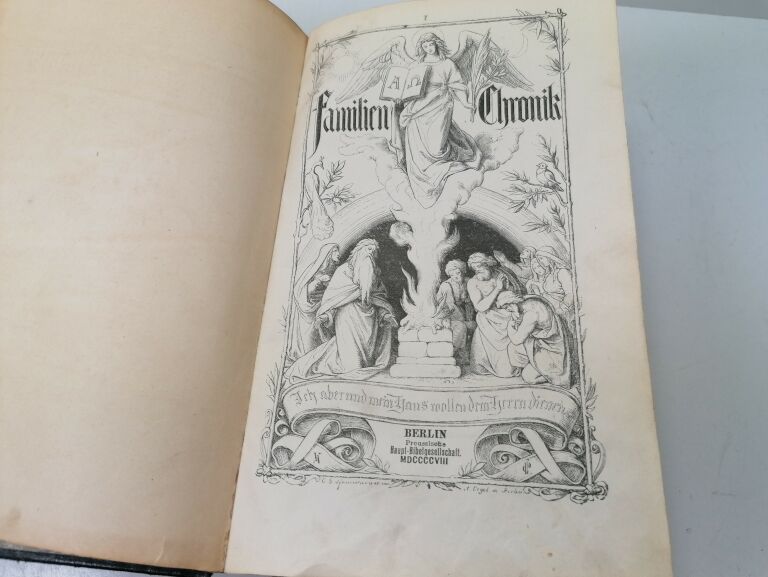 Α Ω
Familien Chronik
Ich aber und mein Haus wollen dem Herrn dienen
BERLIN
Preussische
Haupt-Bibelgesellschaft.
MDCCCCVIII